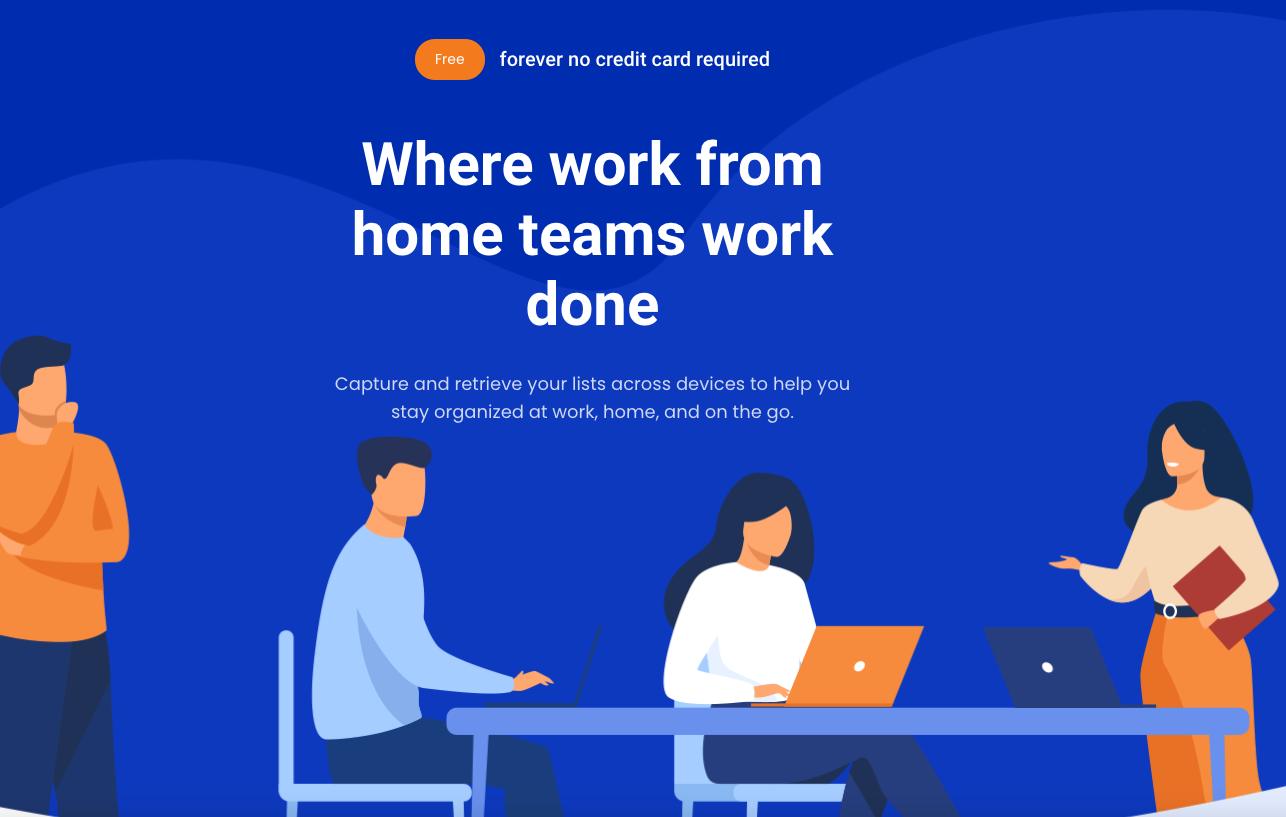 Free forever no credit card required
Where work from
home teams work
done
Capture and retrieve your lists across devices to help you
stay organized at work, home, and on the go.